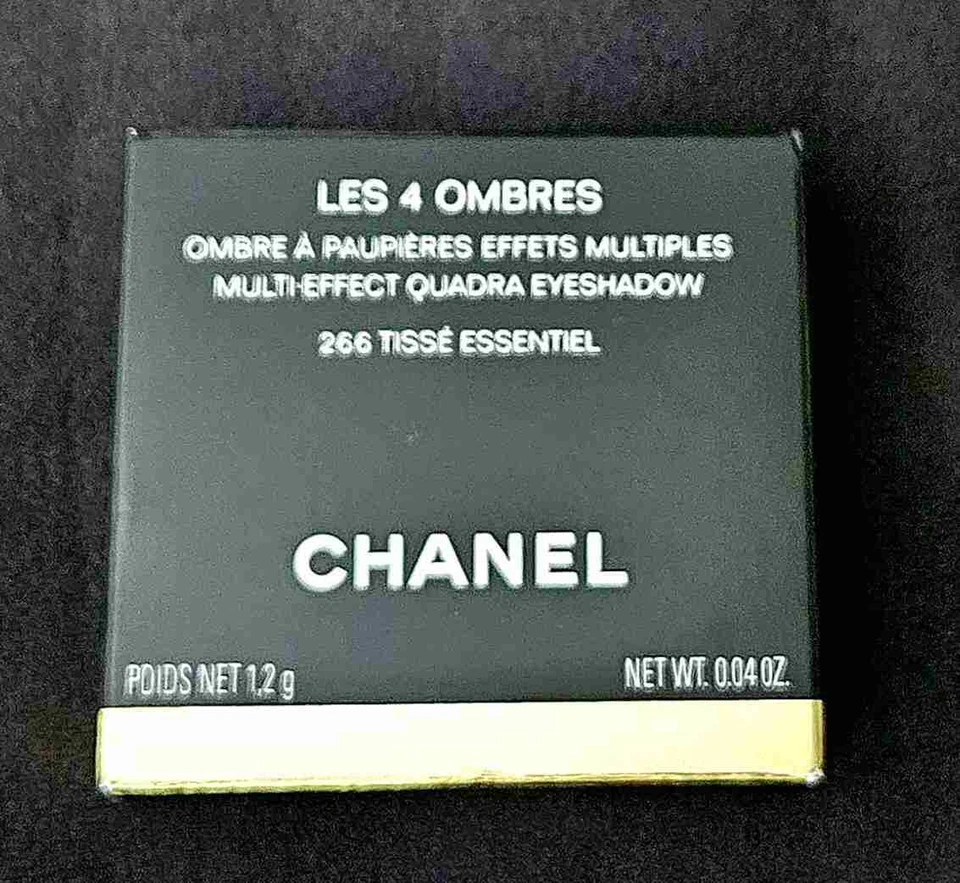 LES 4 OMBRES
OMBRE À PAUPIÈRES EFFETS MULTIPLES
MULTI-EFFECT QUADRA EYESHADOW
266 TISSÉ ESSENTIEL
CHANEL
POIDS NET 1,2 g
NET WT. 0.04 OZ.